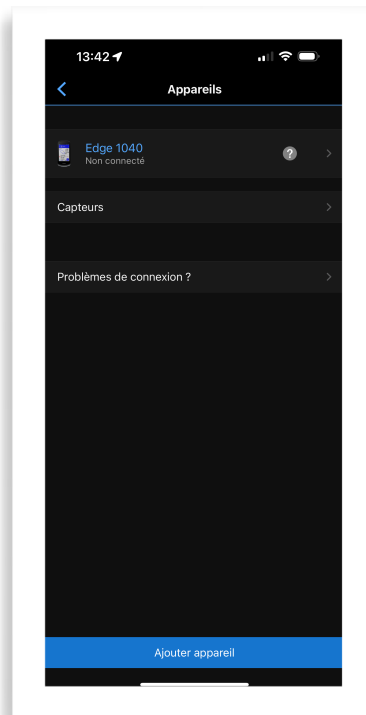 13:42
Appareils
Edge 1040
Non connecté
?
Capteurs
Problèmes de connexion ?
Ajouter appareil